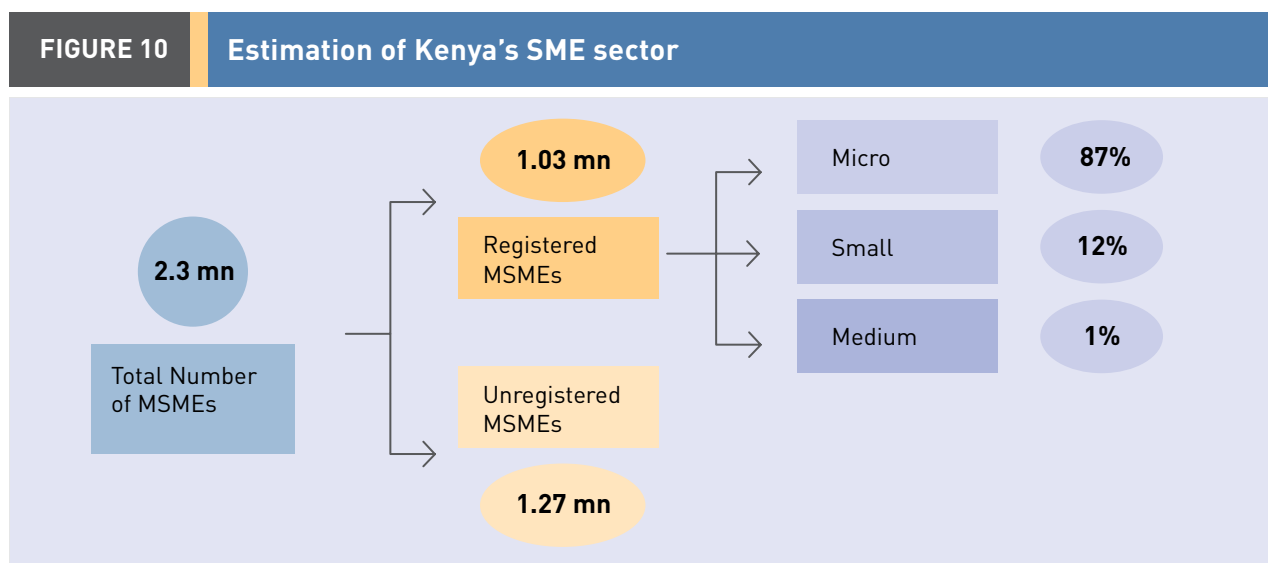 FIGURE 10
Estimation of Kenya’s SME sector
2.3 mn
Total Number
of MSMEs
1.03 mn
Registered
MSMEs
Unregistered
MSMEs
1.27 mn
Micro
87%
Small
12%
Medium
1%